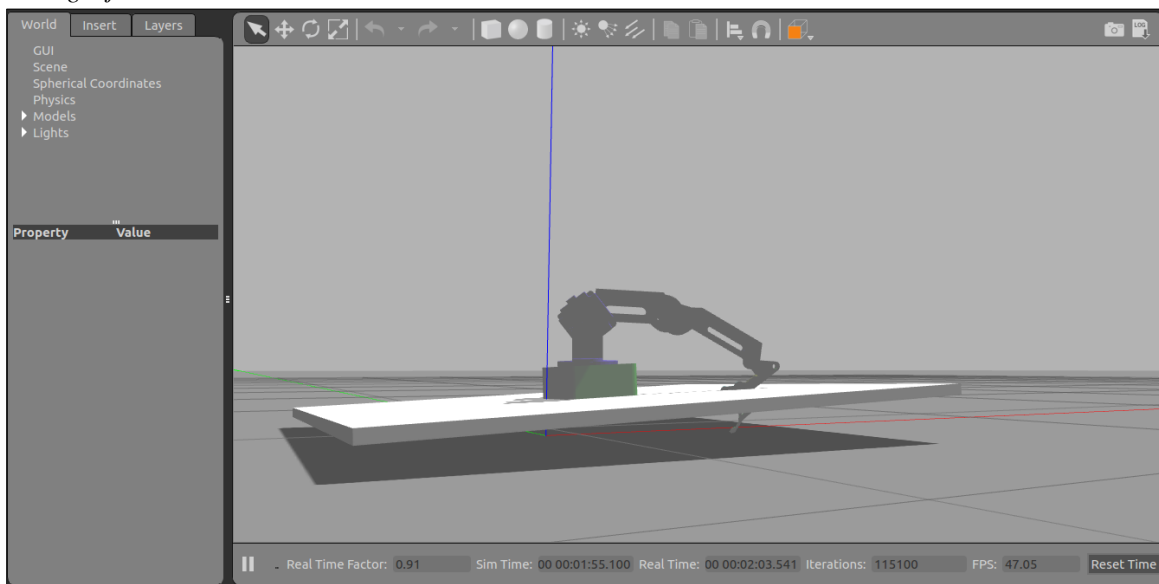 World Insert Layers
GUI
Scene
Spherical Coordinates
Physics
Models
Lights
Property Value
LOG
Real Time Factor: 0.91 Sim Time: 00 00:01:55.100 Real Time: 00 00:02:03.541 Iterations: 115100 FPS: 47.05 Reset Time